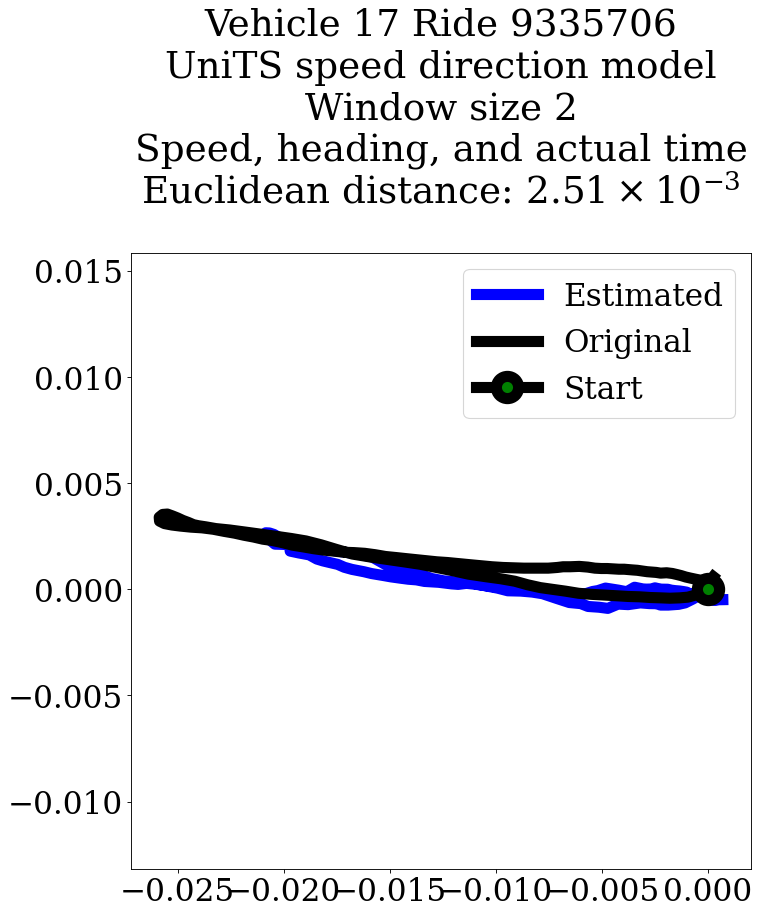 Vehicle 17 Ride 9335706
UniTS speed direction model
Window size 2
Speed, heading, and actual time
Euclidean distance: 2.51 × 10⁻³
Estimated
Original
Start
0.015
0.010
0.005
0.000
−0.005
−0.010
−0.025 −0.020 −0.015 −0.010 −0.005 0.000